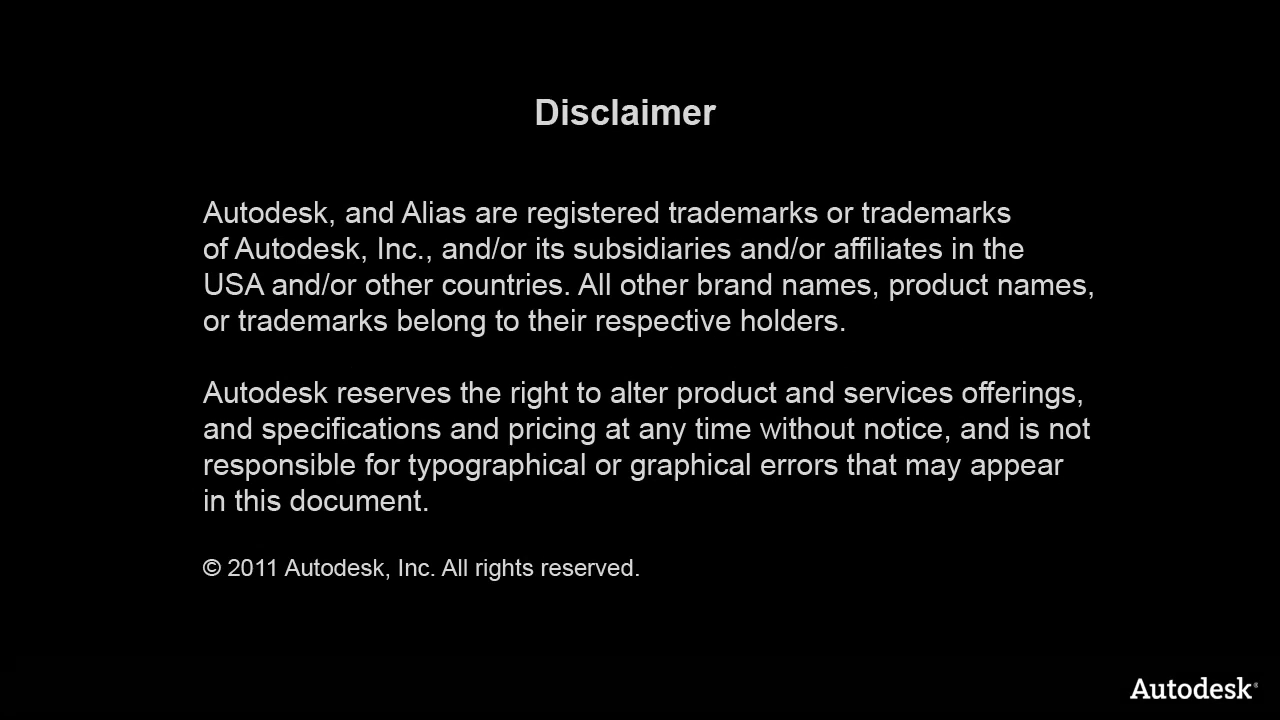 Disclaimer
Autodesk, and Alias are registered trademarks or trademarks
of Autodesk, Inc., and/or its subsidiaries and/or affiliates in the
USA and/or other countries. All other brand names, product names,
or trademarks belong to their respective holders.
Autodesk reserves the right to alter product and services offerings,
and specifications and pricing at any time without notice, and is not
responsible for typographical or graphical errors that may appear
in this document.
© 2011 Autodesk, Inc. All rights reserved.
Autodesk®